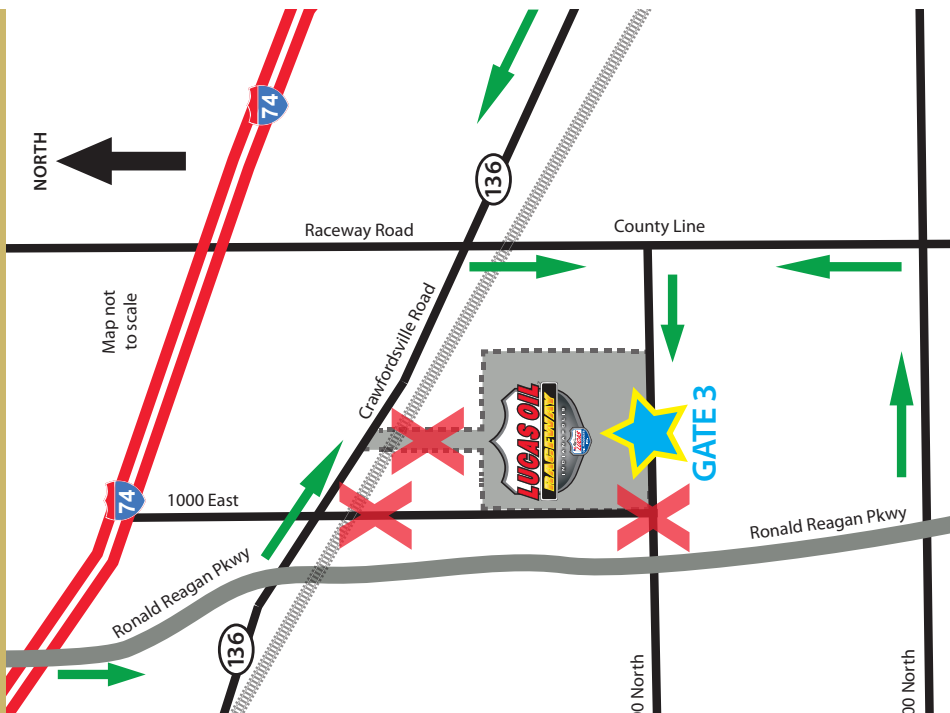 74
NORTH
136
Raceway Road
County Line
Map not
to scale
Crawfordsville Road
LUCAS OIL
RACEWAY
INDIANAPOLIS
GATE 3
74
1000 East
Ronald Reagan Pkwy
Ronald Reagan Pkwy
136
00 North
00 North